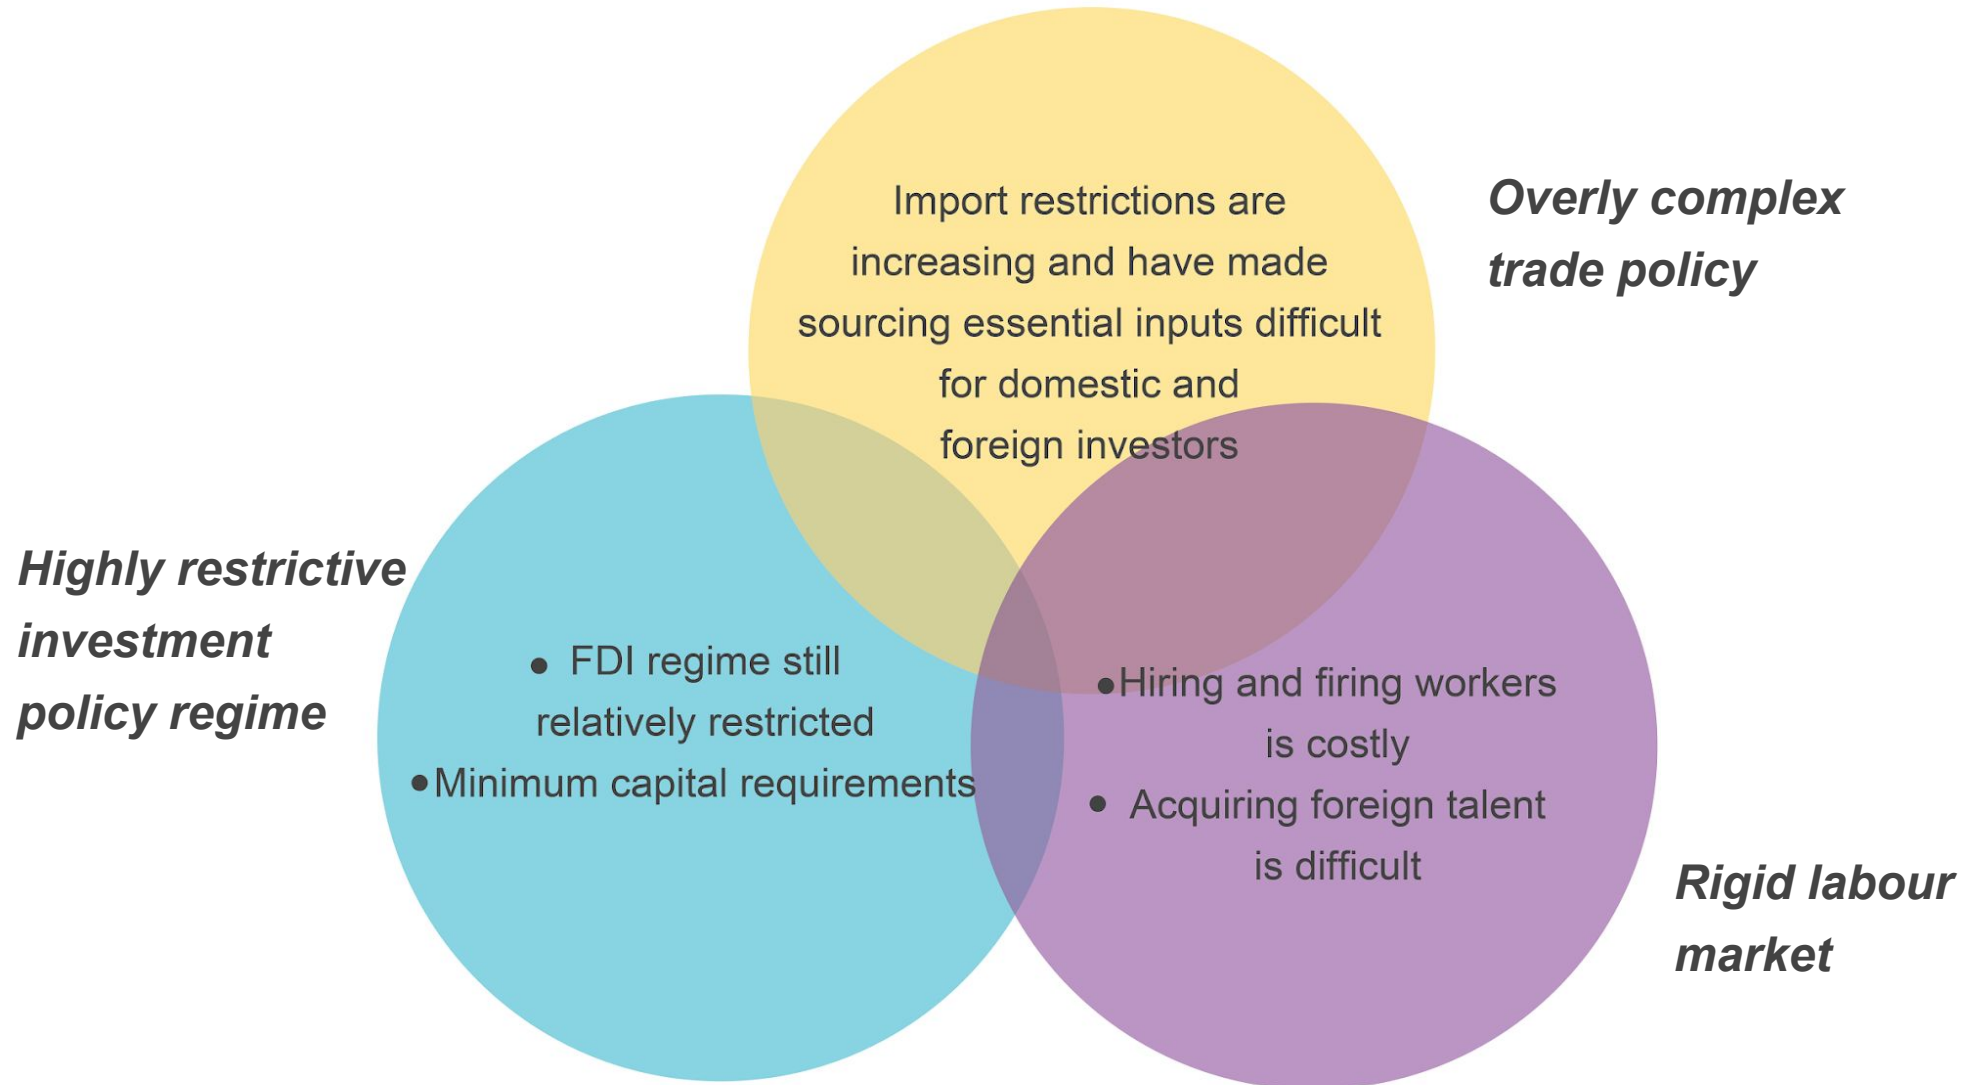 Import restrictions are
increasing and have made
sourcing essential inputs difficult
for domestic and
foreign investors
Overly complex
trade policy
Highly restrictive
investment
policy regime
• FDI regime still
relatively restricted
•Minimum capital requirements
•Hiring and firing workers
is costly
• Acquiring foreign talent
is difficult
Rigid labour
market